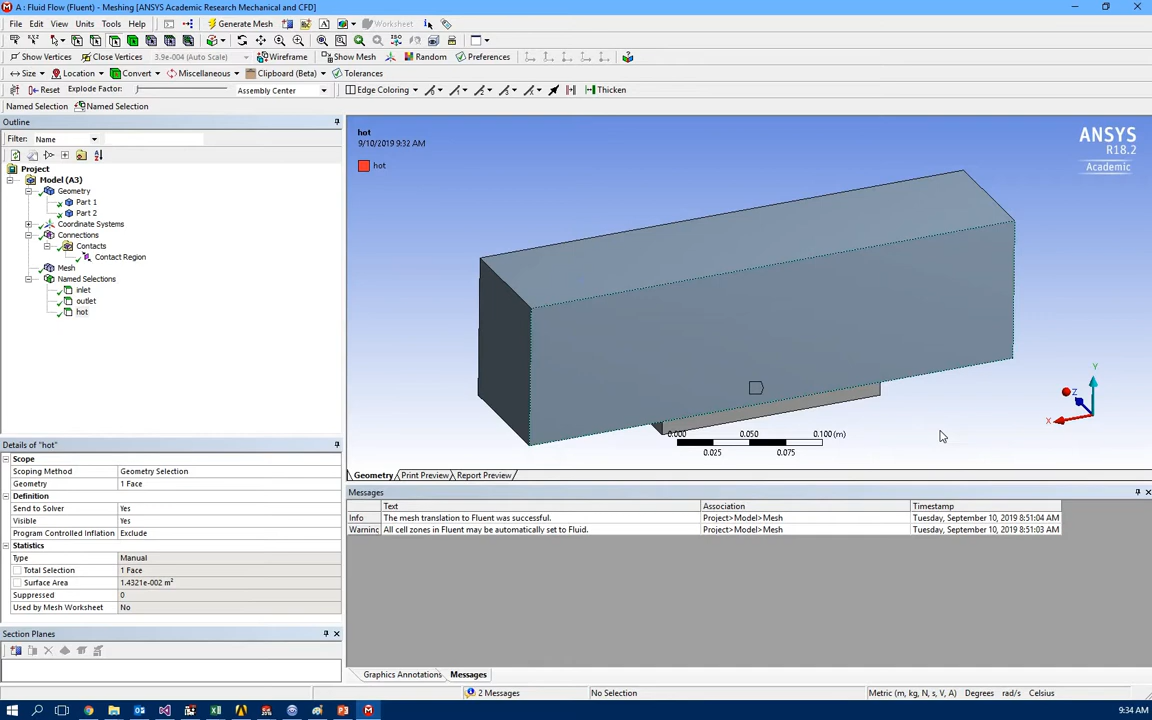 A : Fluid Flow (Fluent) - Meshing [ANSYS Academic Research Mechanical and CFD]
File Edit View Units Tools Help Generate Mesh Worksheet
Show Vertices Close Vertices 3.9e-004 (Auto Scale) Wireframe Show Mesh Random Preferences
Size Location Convert Miscellaneous Clipboard (Beta) Tolerances
Reset Explode Factor: Assembly Center Edge Coloring Thicken
Named Selection Named Selection
Outline
Filter: Name
Project
Model (A3)
Geometry
Part 1
Part 2
Coordinate Systems
Connections
Contacts
Contact Region
Mesh
Named Selections
inlet
outlet
hot
Details of "hot"
Scope
Scoping Method Geometry Selection
Geometry 1 Face
Definition
Send to Solver Yes
Visible Yes
Program Controlled Inflation Exclude
Statistics
Type Manual
Total Selection 1 Face
Surface Area 1.4321e-002 m²
Suppressed 0
Used by Mesh Worksheet No
Section Planes
hot
9/10/2019 9:32 AM
hot
ANSYS
R18.2
Academic
0.000 0.050 0.100 (m)
0.025 0.075
Y
Z
X
Geometry Print Preview Report Preview
Messages
Text Association Timestamp
Info The mesh translation to Fluent was successful. Project>Model>Mesh Tuesday, September 10, 2019 8:51:04 AM
Warning All cell zones in Fluent may be automatically set to Fluid. Project>Model>Mesh Tuesday, September 10, 2019 8:51:03 AM
Graphics Annotations Messages
2 Messages No Selection Metric (m, kg, N, s, V, A) Degrees rad/s Celsius
9:34 AM